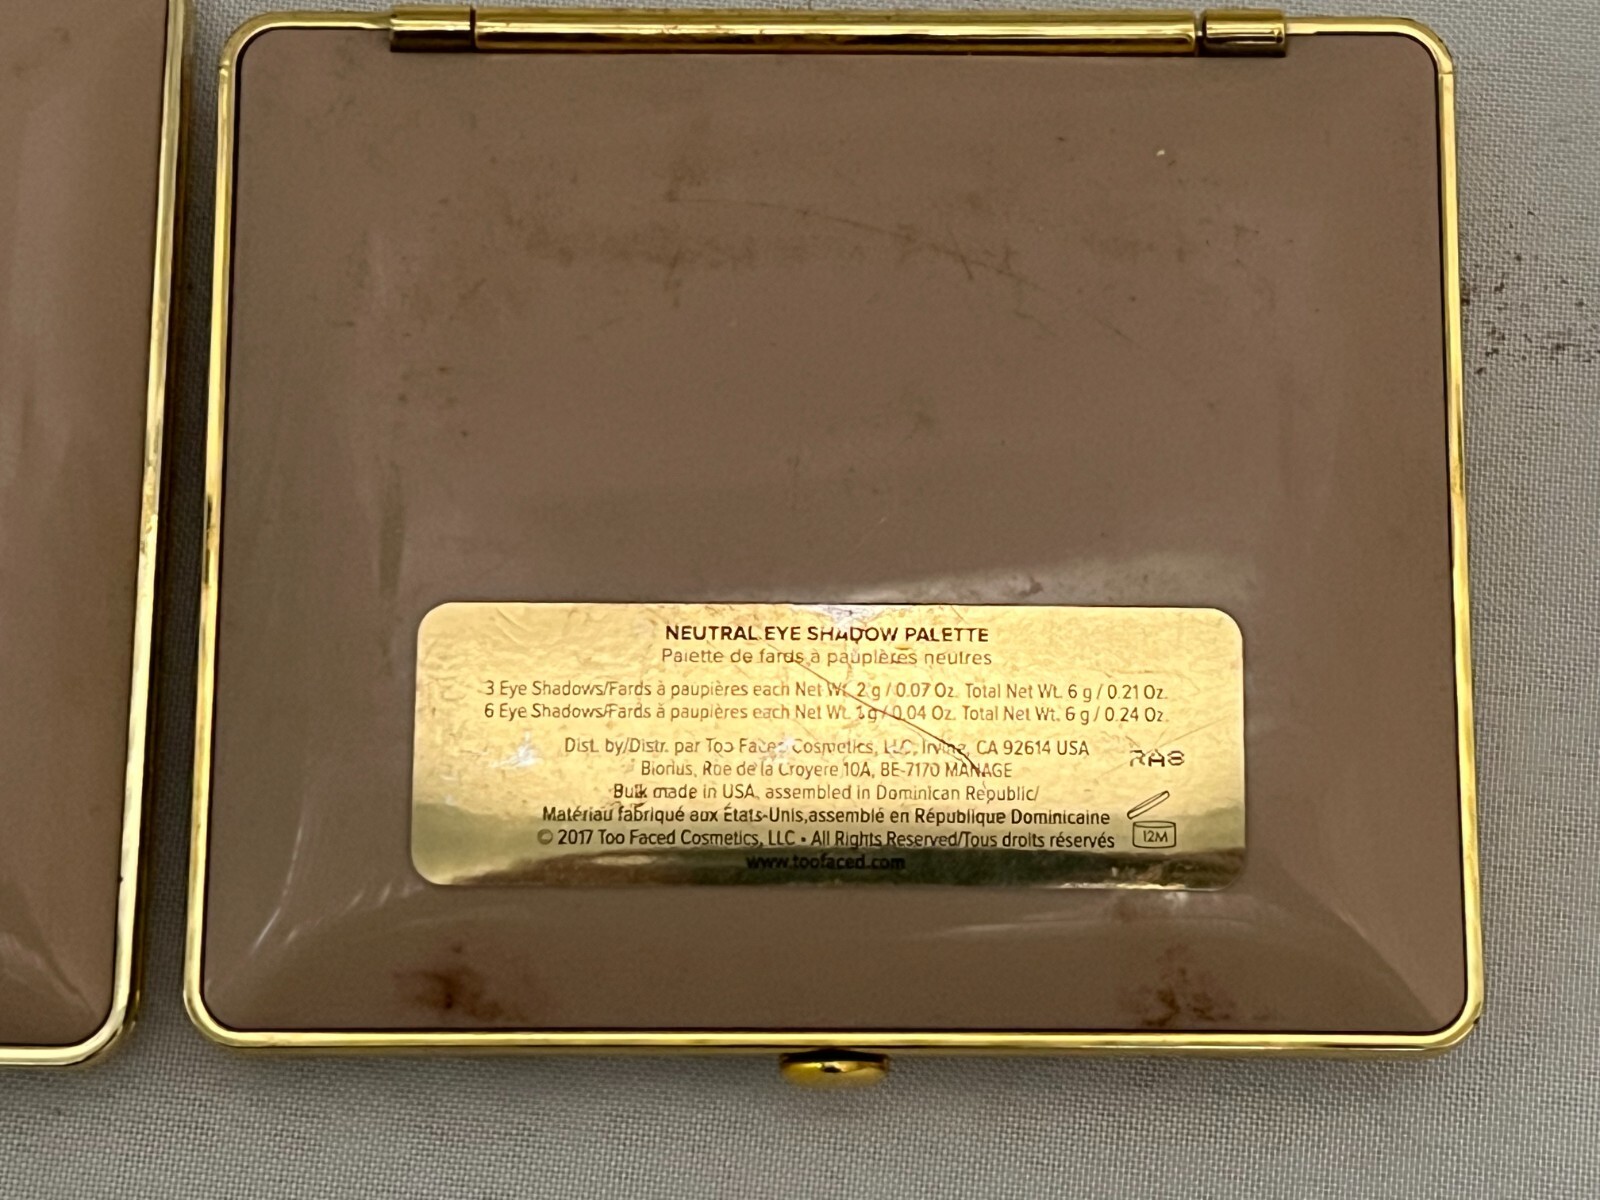 NEUTRAL EYE SHADOW PALETTE
Palette de fards à paupières neutres
3 Eye Shadows/Fards à paupières each Net Wt. 2 g / 0.07 Oz. Total Net Wt. 6 g / 0.21 Oz.
6 Eye Shadows/Fards à paupières each Net Wt. 1 g / 0.04 Oz. Total Net Wt. 6 g / 0.24 Oz.
Dist. by/Distr. par Too Faced Cosmetics, LLC, Irvine, CA 92614 USA
Biorius, Rue de la Croyere 10A, BE-7170 MANAGE
Bulk made in USA, assembled in Dominican Republic/
Matériau fabriqué aux États-Unis,assemblé en République Dominicaine
© 2017 Too Faced Cosmetics, LLC • All Rights Reserved/Tous droits réservés
www.toofaced.com
RA8
12M